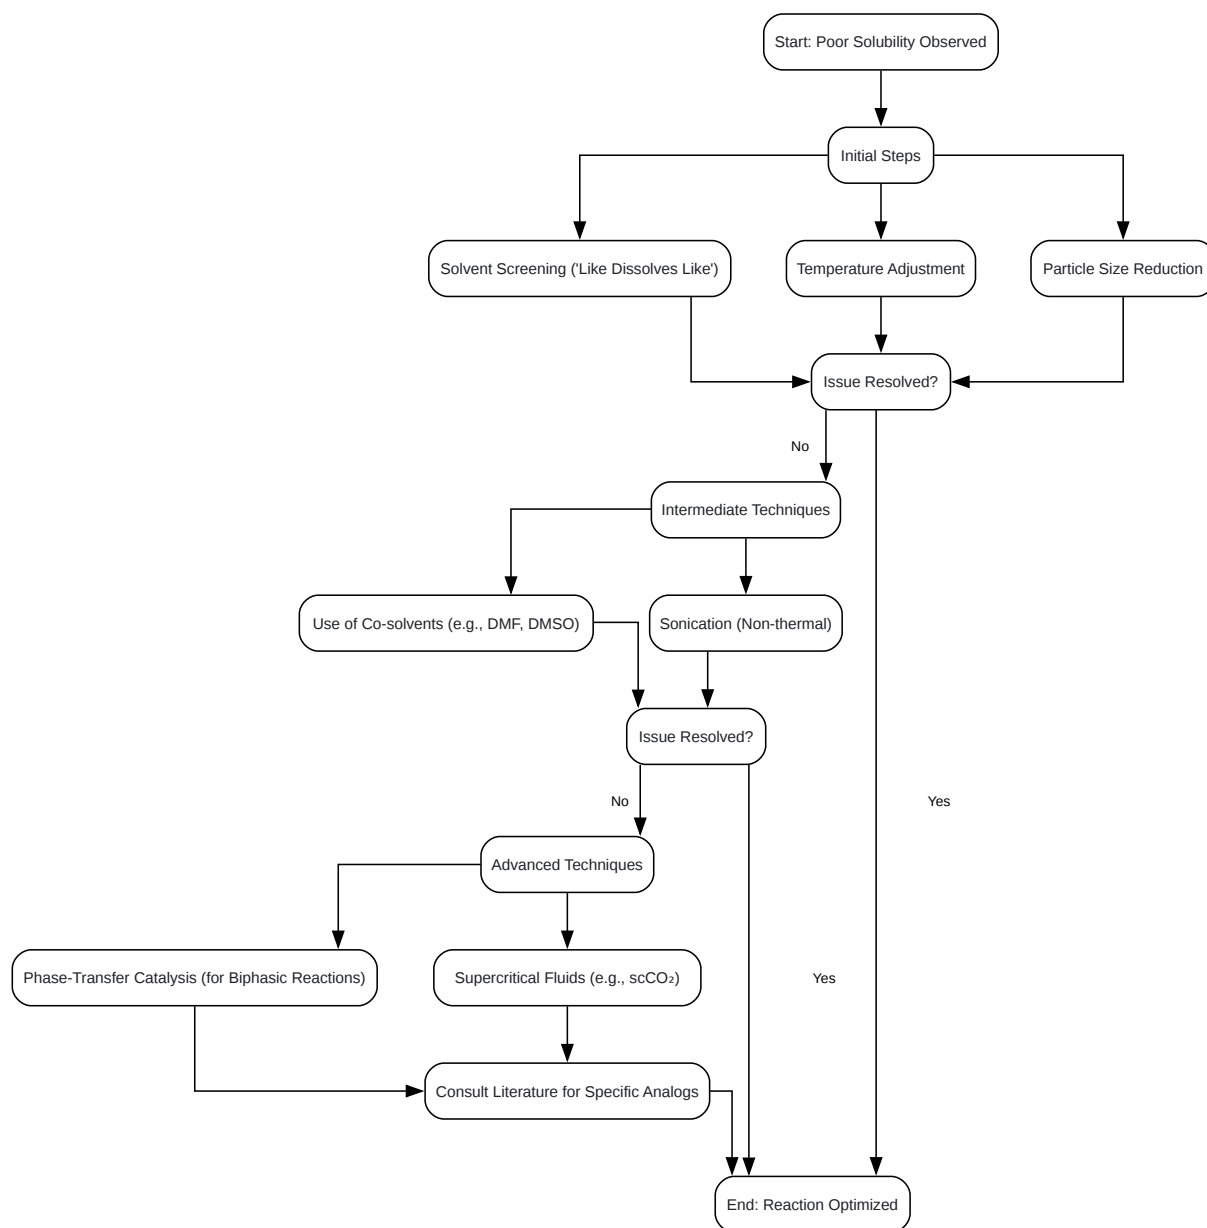 Start: Poor Solubility Observed
Initial Steps
Solvent Screening ('Like Dissolves Like')
Temperature Adjustment
Particle Size Reduction
Issue Resolved?
No
Intermediate Techniques
Use of Co-solvents (e.g., DMF, DMSO)
Sonication (Non-thermal)
Issue Resolved?
No
Yes
Advanced Techniques
Phase-Transfer Catalysis (for Biphasic Reactions)
Supercritical Fluids (e.g., scCO₂)
Yes
Consult Literature for Specific Analogs
End: Reaction Optimized